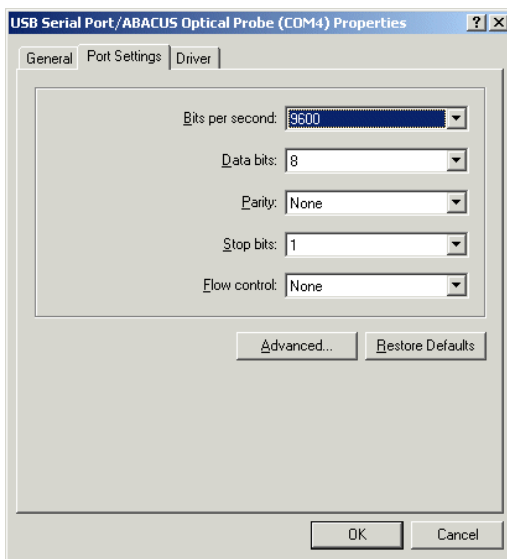 USB Serial Port/ABACUS Optical Probe (COM4) Properties ? X
General Port Settings Driver
Bits per second: 9600
Data bits: 8
Parity: None
Stop bits: 1
Flow control: None
Advanced... Restore Defaults
OK Cancel